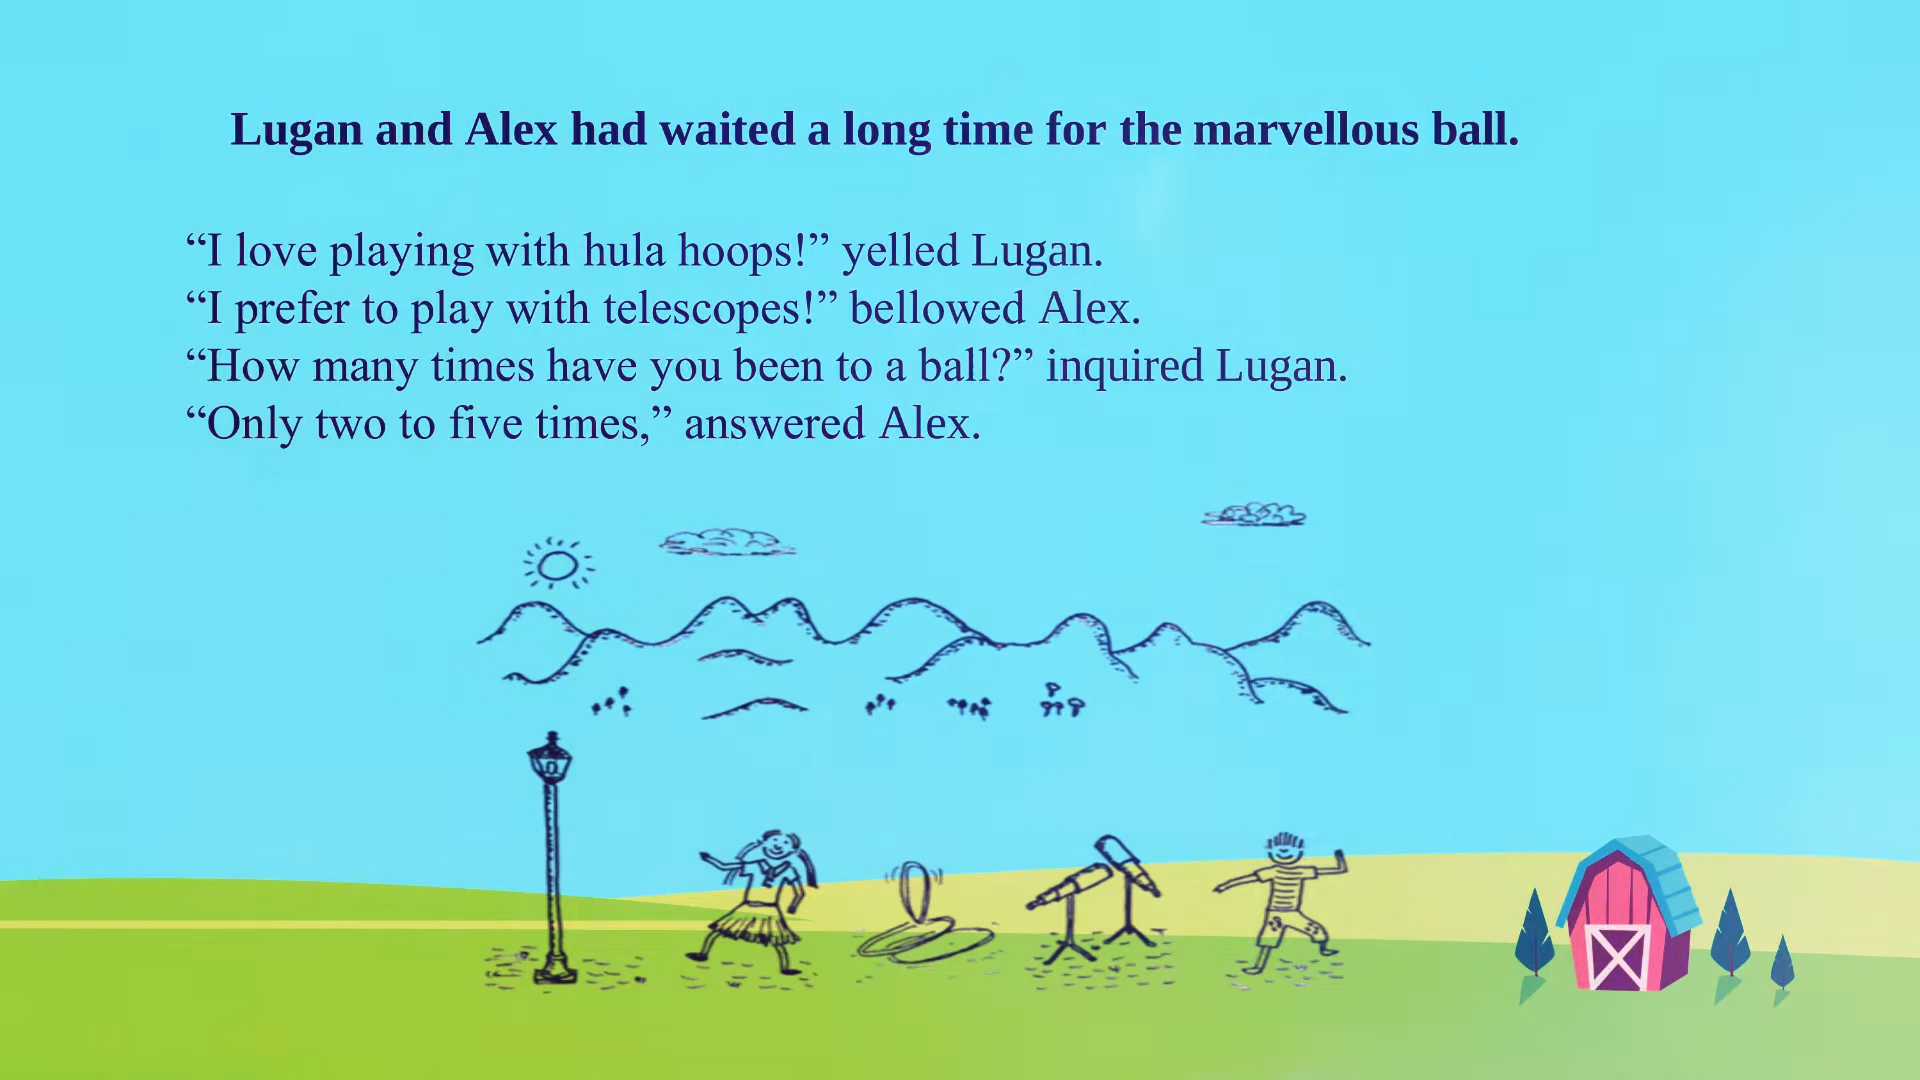 Lugan and Alex had waited a long time for the marvellous ball.
“I love playing with hula hoops!” yelled Lugan.
“I prefer to play with telescopes!” bellowed Alex.
“How many times have you been to a ball?” inquired Lugan.
“Only two to five times,” answered Alex.